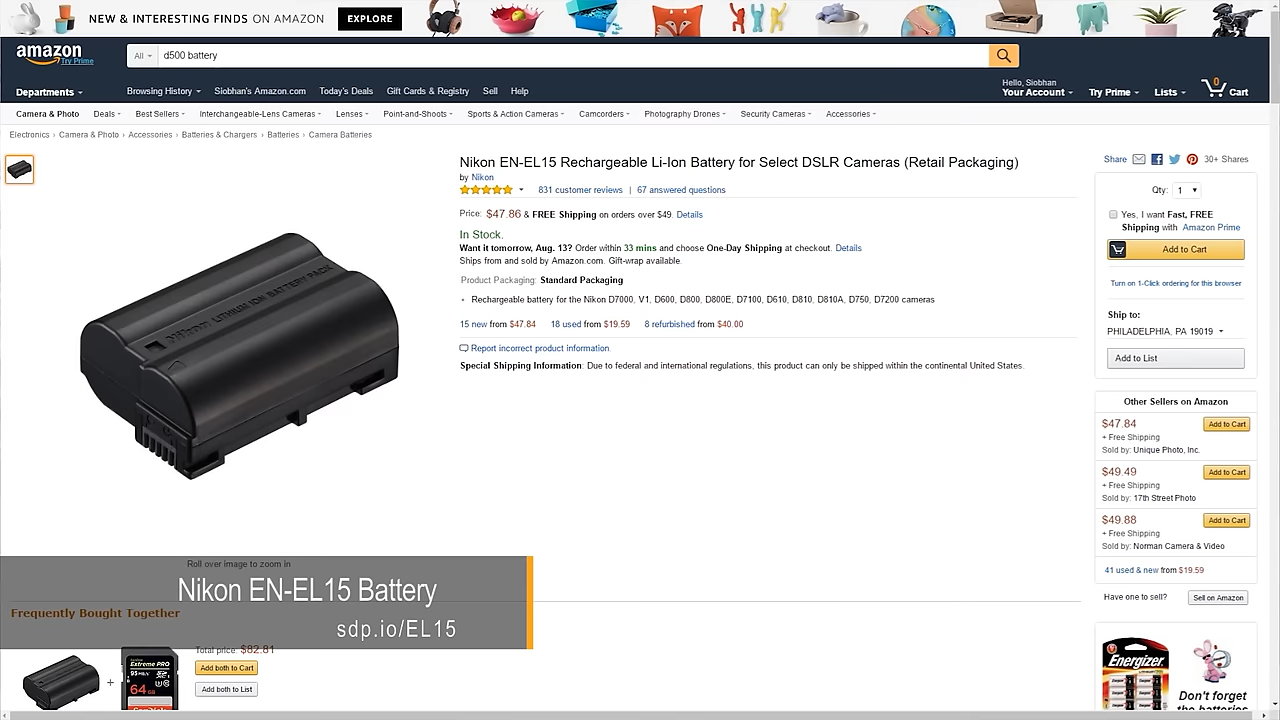 NEW & INTERESTING FINDS ON AMAZON
EXPLORE
amazon
Try Prime
All
d500 battery
Departments
Browsing History
Siobhan's Amazon.com
Today's Deals
Gift Cards & Registry
Sell
Help
Hello, Siobhan
Your Account
Try Prime
Lists
0
Cart
Camera & Photo
Deals
Best Sellers
Interchangeable-Lens Cameras
Lenses
Point-and-Shoots
Sports & Action Cameras
Camcorders
Photography Drones
Security Cameras
Accessories
Electronics › Camera & Photo › Accessories › Batteries & Chargers › Batteries › Camera Batteries
Nikon EN-EL15 Rechargeable Li-Ion Battery for Select DSLR Cameras (Retail Packaging)
by Nikon
831 customer reviews | 67 answered questions
Price: $47.86 & FREE Shipping on orders over $49. Details
In Stock.
Want it tomorrow, Aug. 13? Order within 33 mins and choose One-Day Shipping at checkout. Details
Ships from and sold by Amazon.com. Gift-wrap available.
Product Packaging: Standard Packaging
• Rechargeable battery for the Nikon D7000, V1, D600, D800, D800E, D7100, D610, D810, D810A, D750, D7200 cameras
15 new from $47.84 18 used from $19.59 8 refurbished from $40.00
Report incorrect product information.
Special Shipping Information: Due to federal and international regulations, this product can only be shipped within the continental United States.
Nikon LITHIUM ION BATTERY PACK
Share
30+ Shares
Qty: 1
Yes, I want Fast, FREE
Shipping with Amazon Prime
Add to Cart
Turn on 1-Click ordering for this browser
Ship to:
PHILADELPHIA, PA 19019
Add to List
Other Sellers on Amazon
$47.84
Add to Cart
+ Free Shipping
Sold by: Unique Photo, Inc.
$49.49
Add to Cart
+ Free Shipping
Sold by: 17th Street Photo
$49.88
Add to Cart
+ Free Shipping
Sold by: Norman Camera & Video
41 used & new from $19.59
Have one to sell?
Sell on Amazon
Roll over image to zoom in
Nikon EN-EL15 Battery
Frequently Bought Together
sdp.io/EL15
Total price: $82.81
Add both to Cart
Add both to List
+
Extreme PRO
95 MB/s
64 GB
SanDisk
Energizer
Don't forget
the batteries